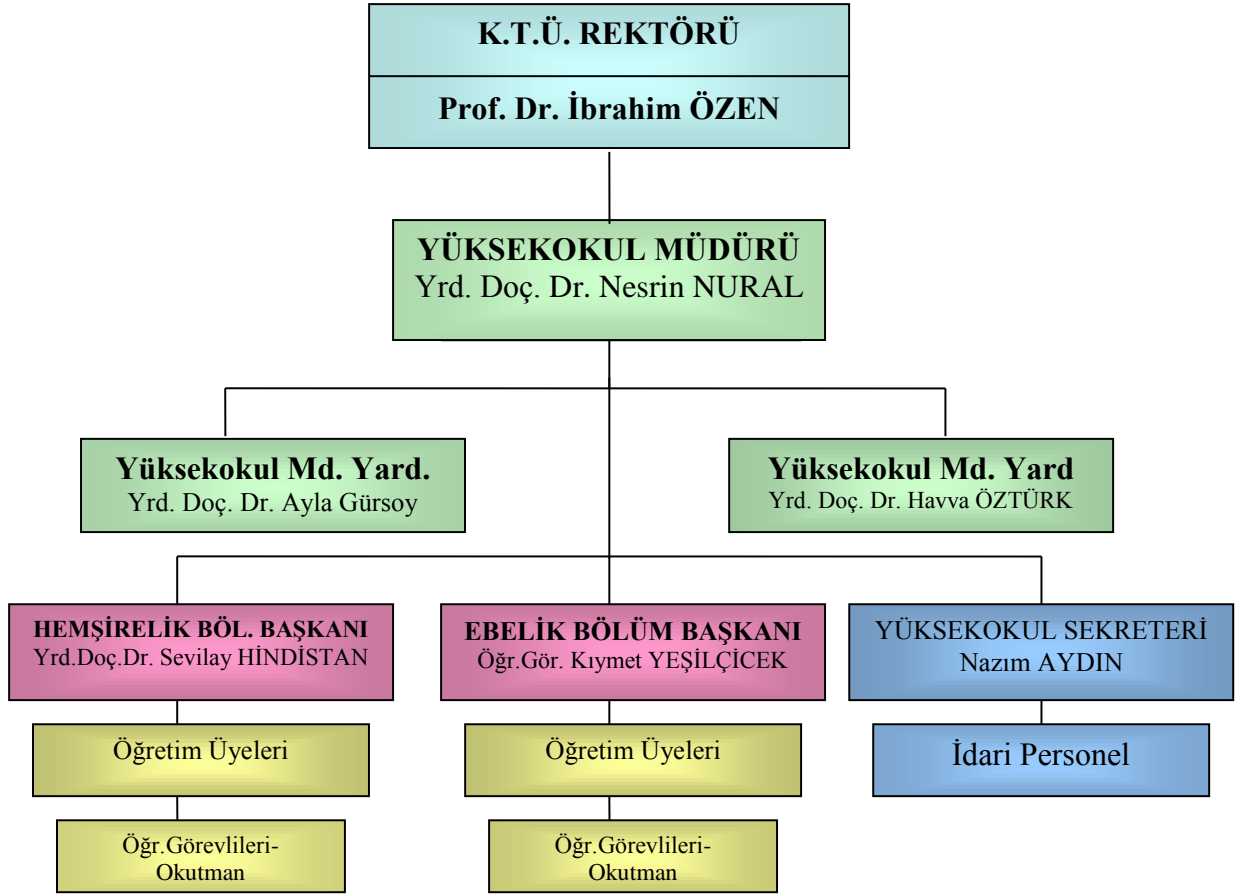 K.T.Ü. REKTÖRÜ
Prof. Dr. İbrahim ÖZEN
YÜKSEKOKUL MÜDÜRÜ
Yrd. Doç. Dr. Nesrin NURAL
Yüksekokul Md. Yard.
Yrd. Doç. Dr. Ayla Gürsoy
Yüksekokul Md. Yard
Yrd. Doç. Dr. Havva ÖZTÜRK
HEMŞİRELİK BÖL. BAŞKANI
Yrd.Doç.Dr. Sevilay HİNDİSTAN
EBELİK BÖLÜM BAŞKANI
Öğr.Gör. Kıymet YEŞİLÇİCEK
YÜKSEKOKUL SEKRETERİ
Nazım AYDIN
Öğretim Üyeleri
Öğretim Üyeleri
İdari Personel
Öğr.Görevlileri-
Okutman
Öğr.Görevlileri-
Okutman